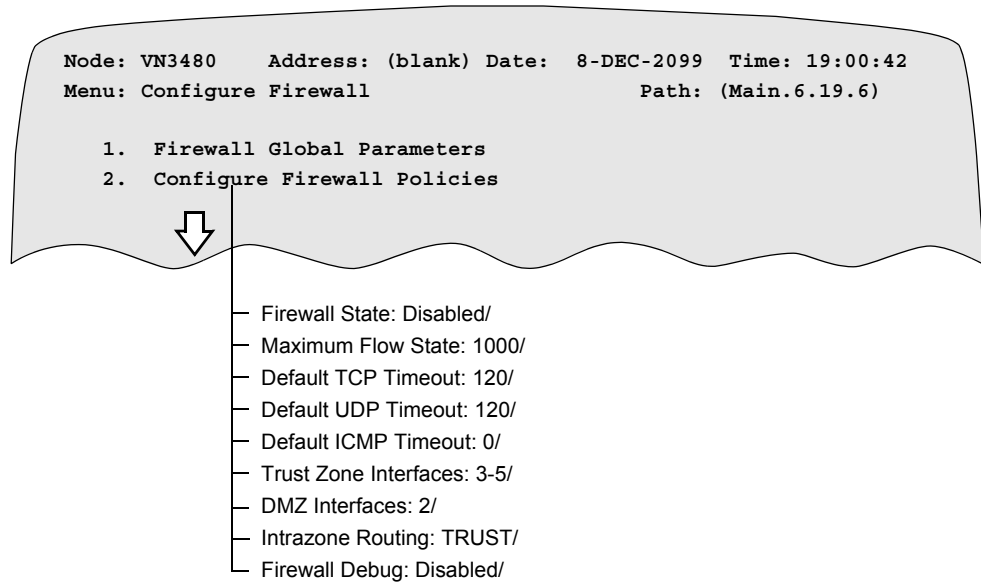 Node: VN3480 Address: (blank) Date: 8-DEC-2099 Time: 19:00:42
Menu: Configure Firewall Path: (Main.6.19.6)
1. Firewall Global Parameters
2. Configure Firewall Policies
Firewall State: Disabled/
Maximum Flow State: 1000/
Default TCP Timeout: 120/
Default UDP Timeout: 120/
Default ICMP Timeout: 0/
Trust Zone Interfaces: 3-5/
DMZ Interfaces: 2/
Intrazone Routing: TRUST/
Firewall Debug: Disabled/